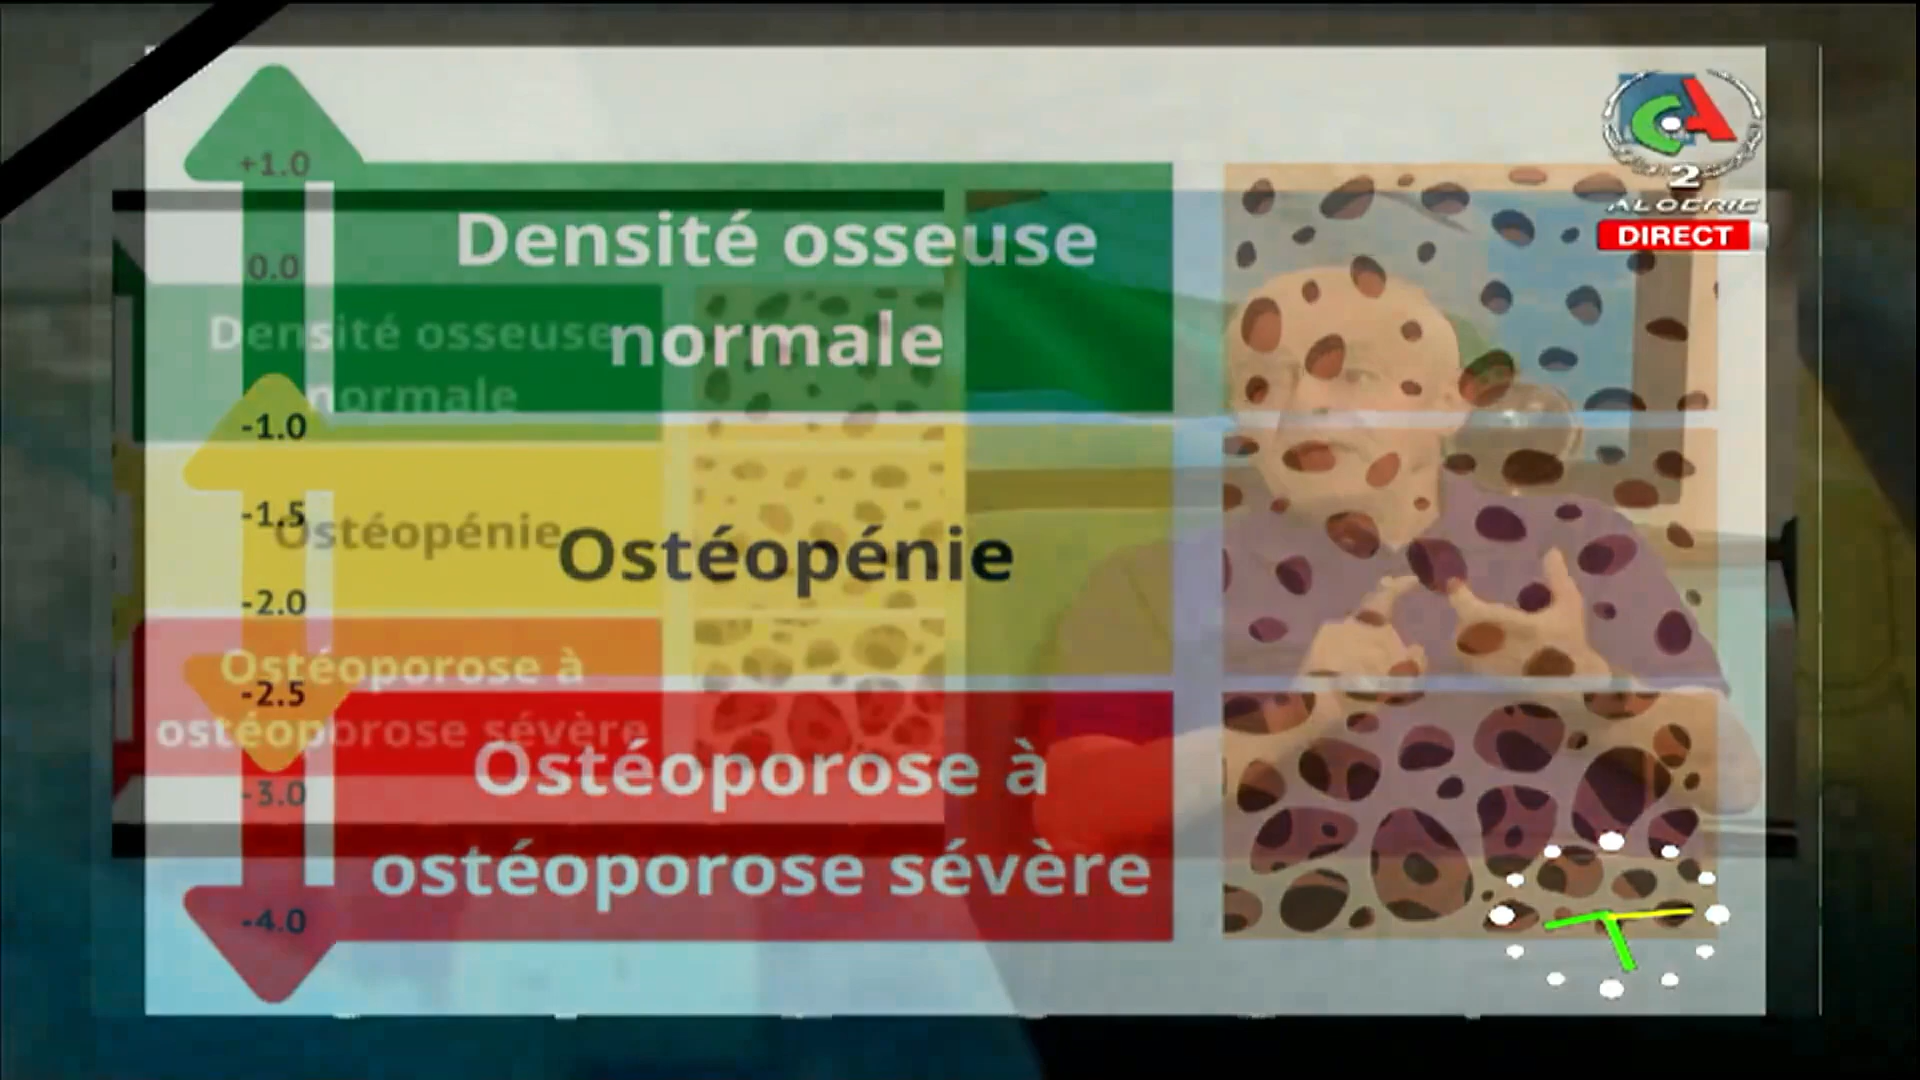 +1.0
0.0
Densité osseuse
normale
Densité osseuse
normale
-1.0
-1.5
Ostéopénie
Ostéopénie
-2.0
Ostéoporose à
-2.5
ostéoporose sévère
Ostéoporose à
-3.0
ostéoporose sévère
-4.0
CA
2
ALGERIE
DIRECT